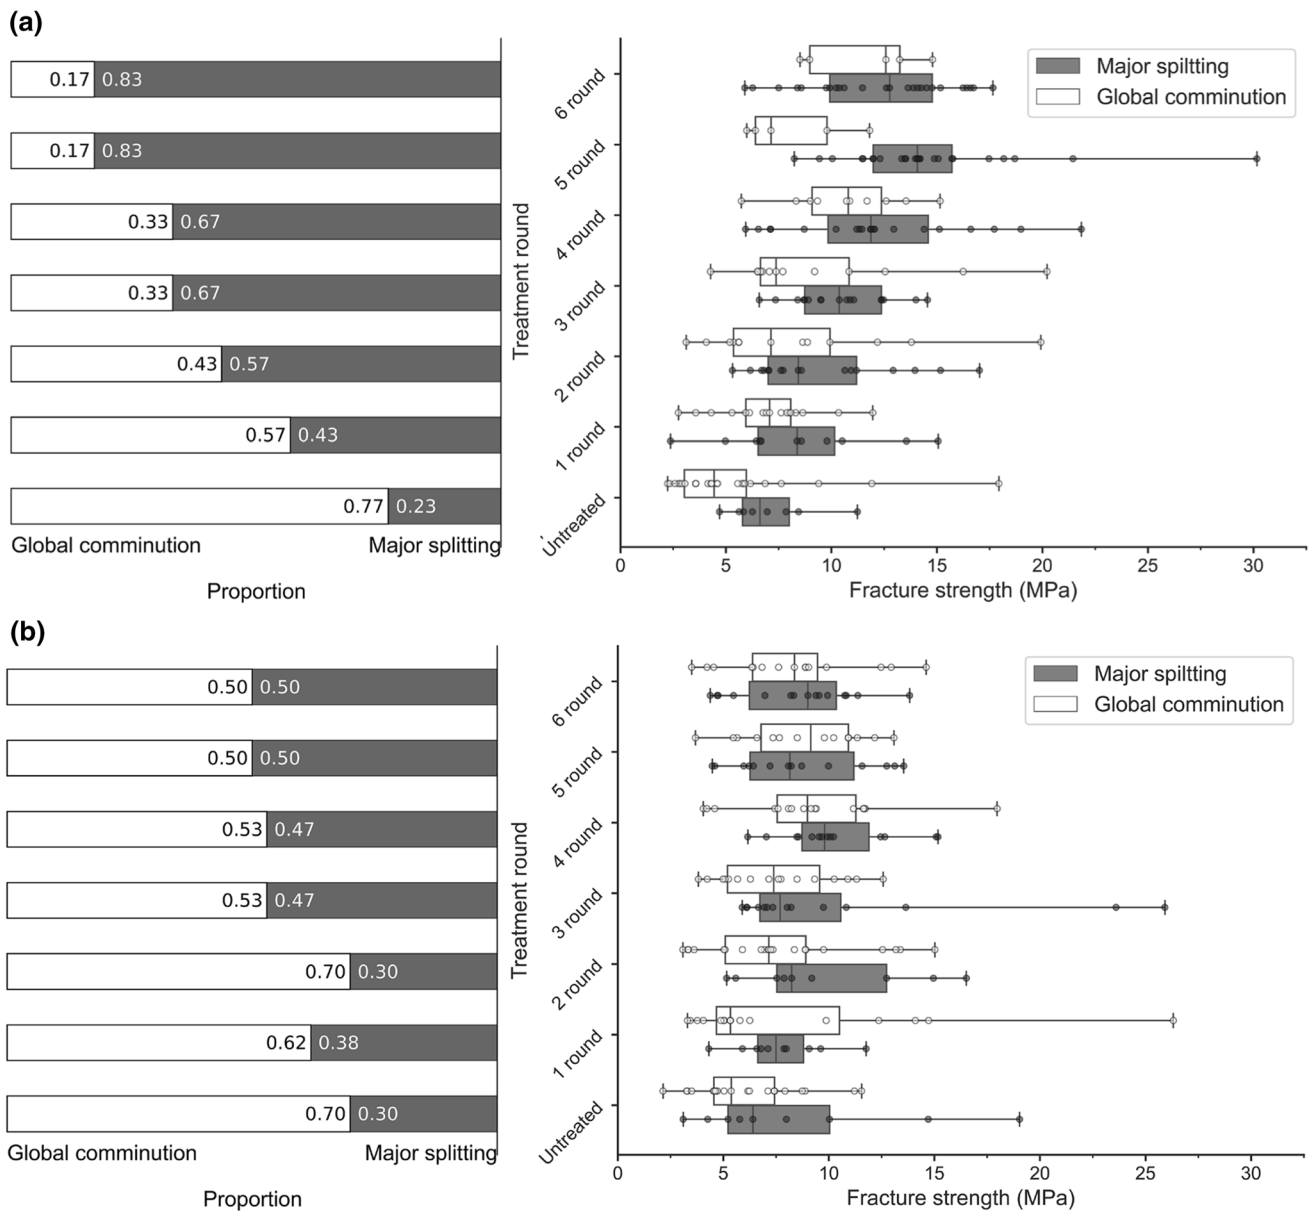 (a)
0.17 0.83
0.17 0.83
0.33 0.67
0.33 0.67
0.43 0.57
0.57 0.43
0.77 0.23
Global comminution Major splitting
Proportion
Treatment round
6 round
5 round
4 round
3 round
2 round
1 round
Untreated
Major spiltting
Global comminution
0 5 10 15 20 25 30
Fracture strength (MPa)
(b)
0.50 0.50
0.50 0.50
0.53 0.47
0.53 0.47
0.70 0.30
0.62 0.38
0.70 0.30
Global comminution Major splitting
Proportion
Treatment round
6 round
5 round
4 round
3 round
2 round
1 round
Untreated
Major spiltting
Global comminution
0 5 10 15 20 25 30
Fracture strength (MPa)